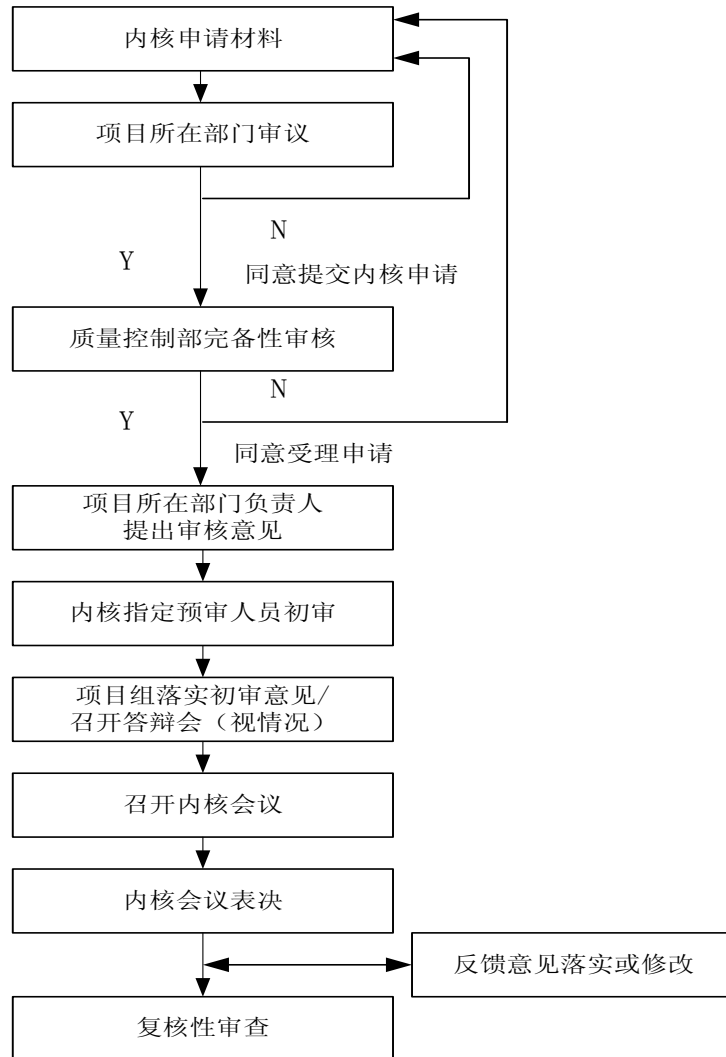 内核申请材料
项目所在部门审议
N
Y
同意提交内核申请
质量控制部完备性审核
N
Y
同意受理申请
项目所在部门负责人
提出审核意见
内核指定预审人员初审
项目组落实初审意见/
召开答辩会（视情况）
召开内核会议
内核会议表决
反馈意见落实或修改
复核性审查